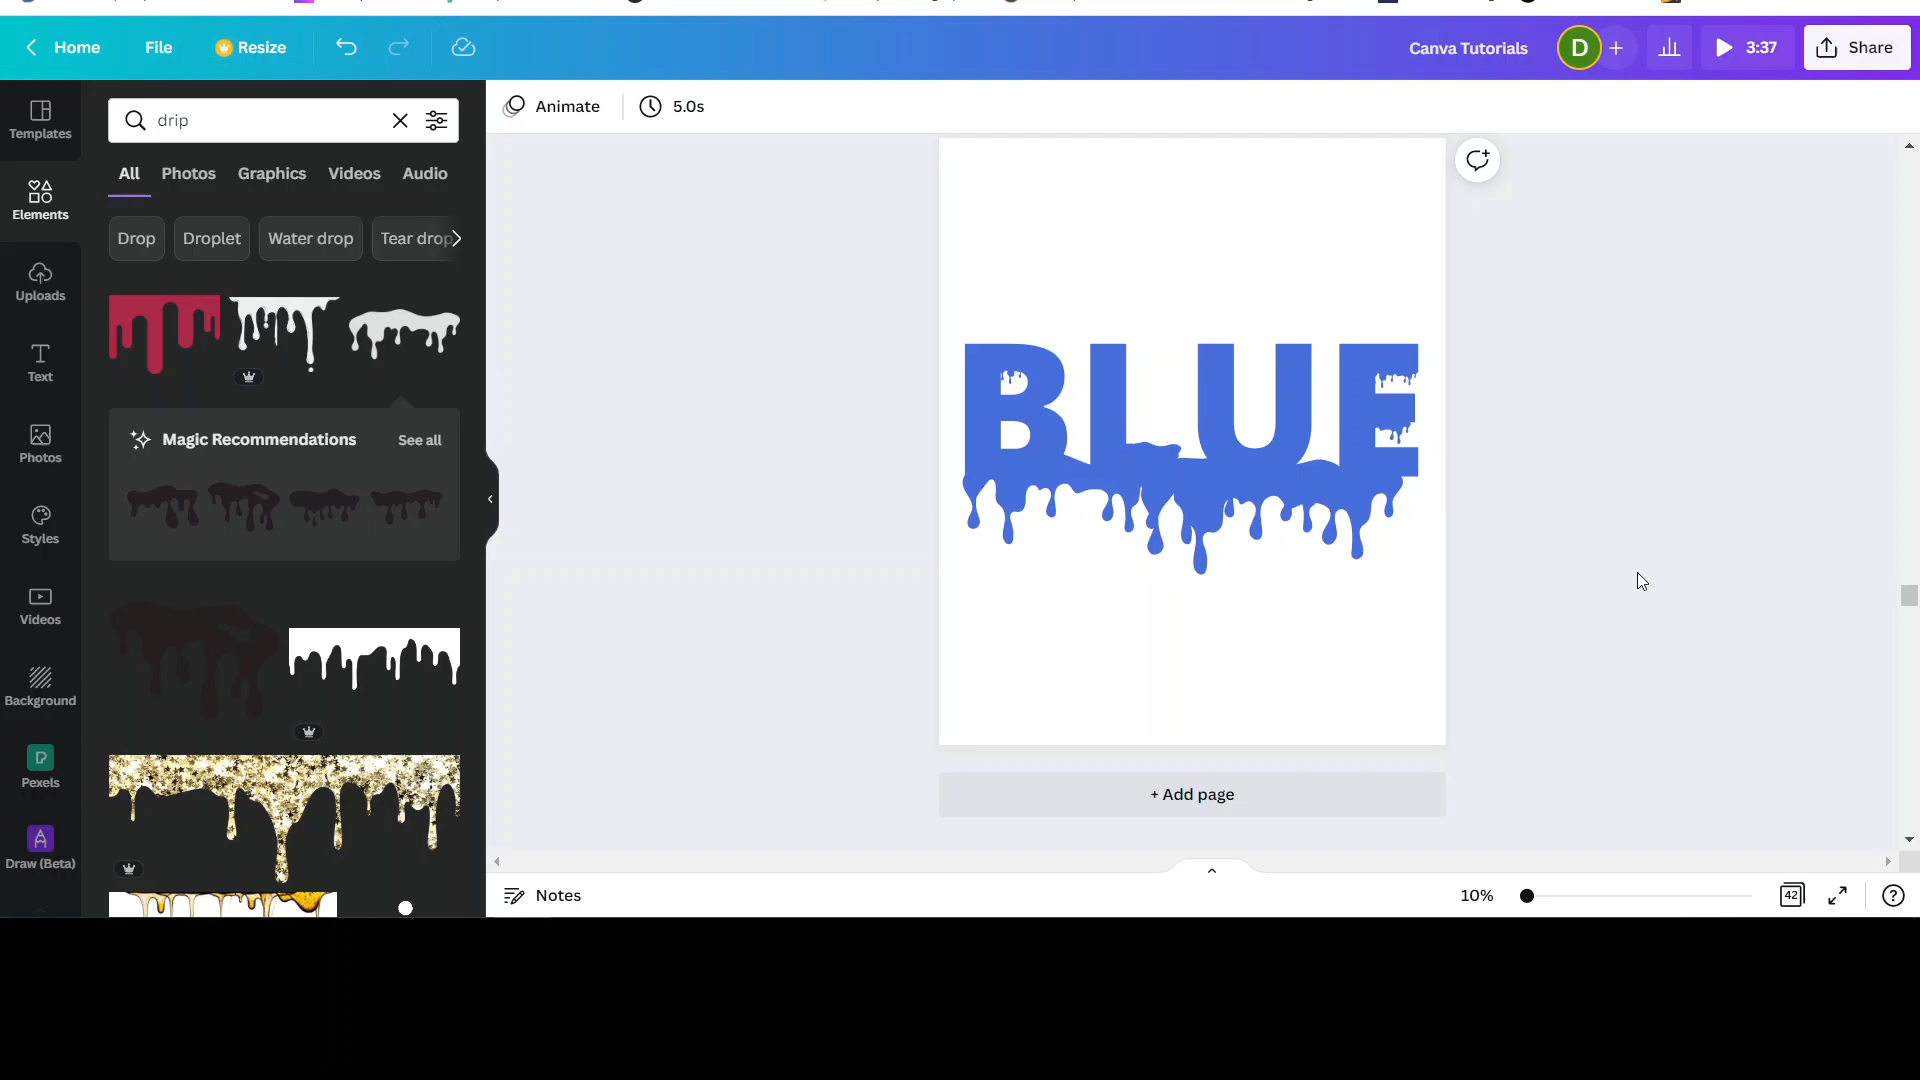 Home File Resize Canva Tutorials D 3:37 Share
drip
Animate 5.0s
All Photos Graphics Videos Audio
Drop Droplet Water drop Tear drop
Magic Recommendations See all
Templates
Elements
Uploads
Text
Photos
Styles
Videos
Background
Pexels
Draw (Beta)
BLUE
+ Add page
Notes 10% 42